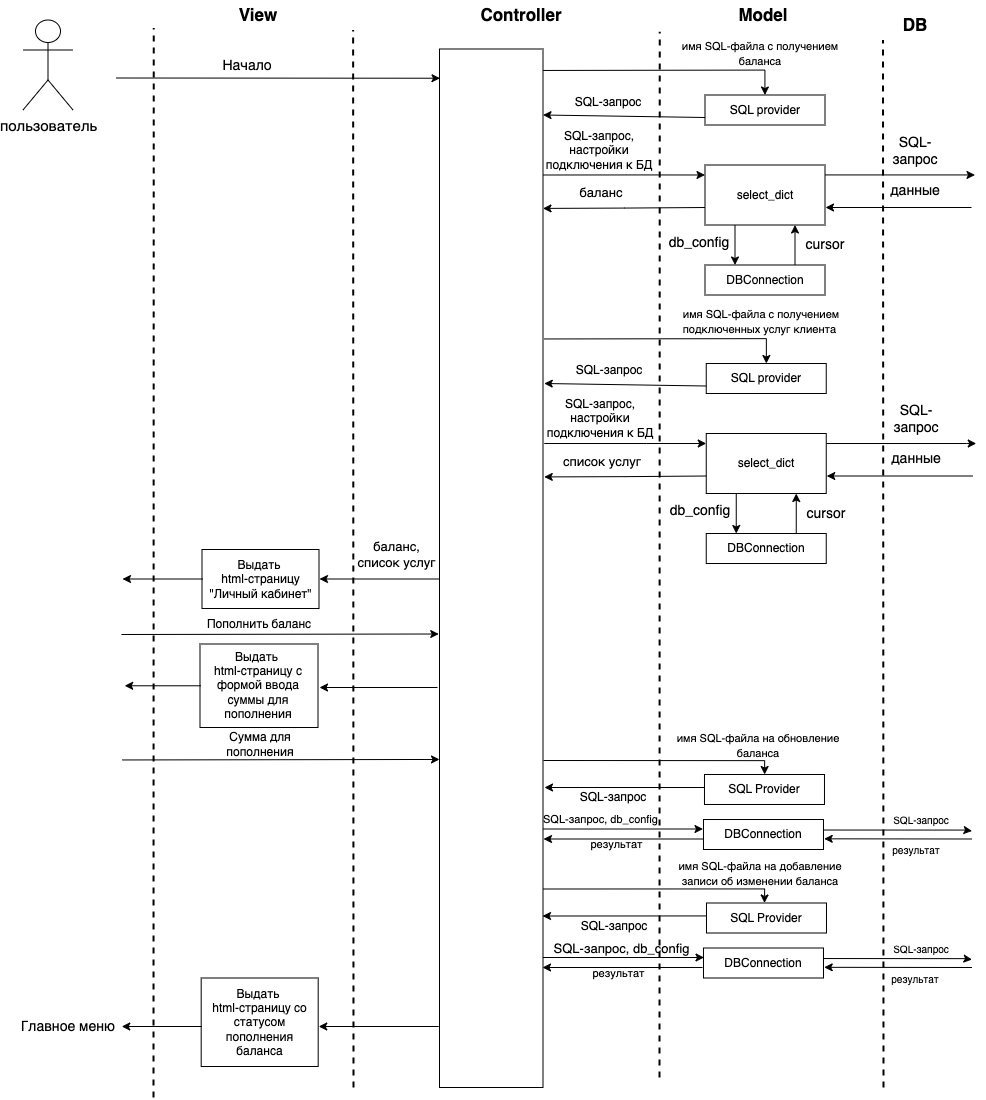 View
Controller
Model
DB
пользователь
Начало
имя SQL-файла с получением
баланса
SQL-запрос
SQL provider
SQL-запрос,
настройки
подключения к БД
SQL-
запрос
select_dict
баланс
данные
db_config
cursor
DBConnection
имя SQL-файла с получением
подключенных услуг клиента
SQL-запрос
SQL provider
SQL-запрос,
настройки
подключения к БД
SQL-
запрос
select_dict
список услуг
данные
db_config
cursor
DBConnection
баланс,
список услуг
Выдать
html-страницу
"Личный кабинет"
Пополнить баланс
Выдать
html-страницу с
формой ввода
суммы для
пополнения
Сумма для
пополнения
имя SQL-файла на обновление
баланса
SQL Provider
SQL-запрос
SQL-запрос, db_config
DBConnection
SQL-запрос
результат
результат
имя SQL-файла на добавление
записи об изменении баланса
SQL Provider
SQL-запрос
SQL-запрос, db_config
DBConnection
SQL-запрос
результат
результат
Выдать
html-страницу со
статусом
пополнения
баланса
Главное меню